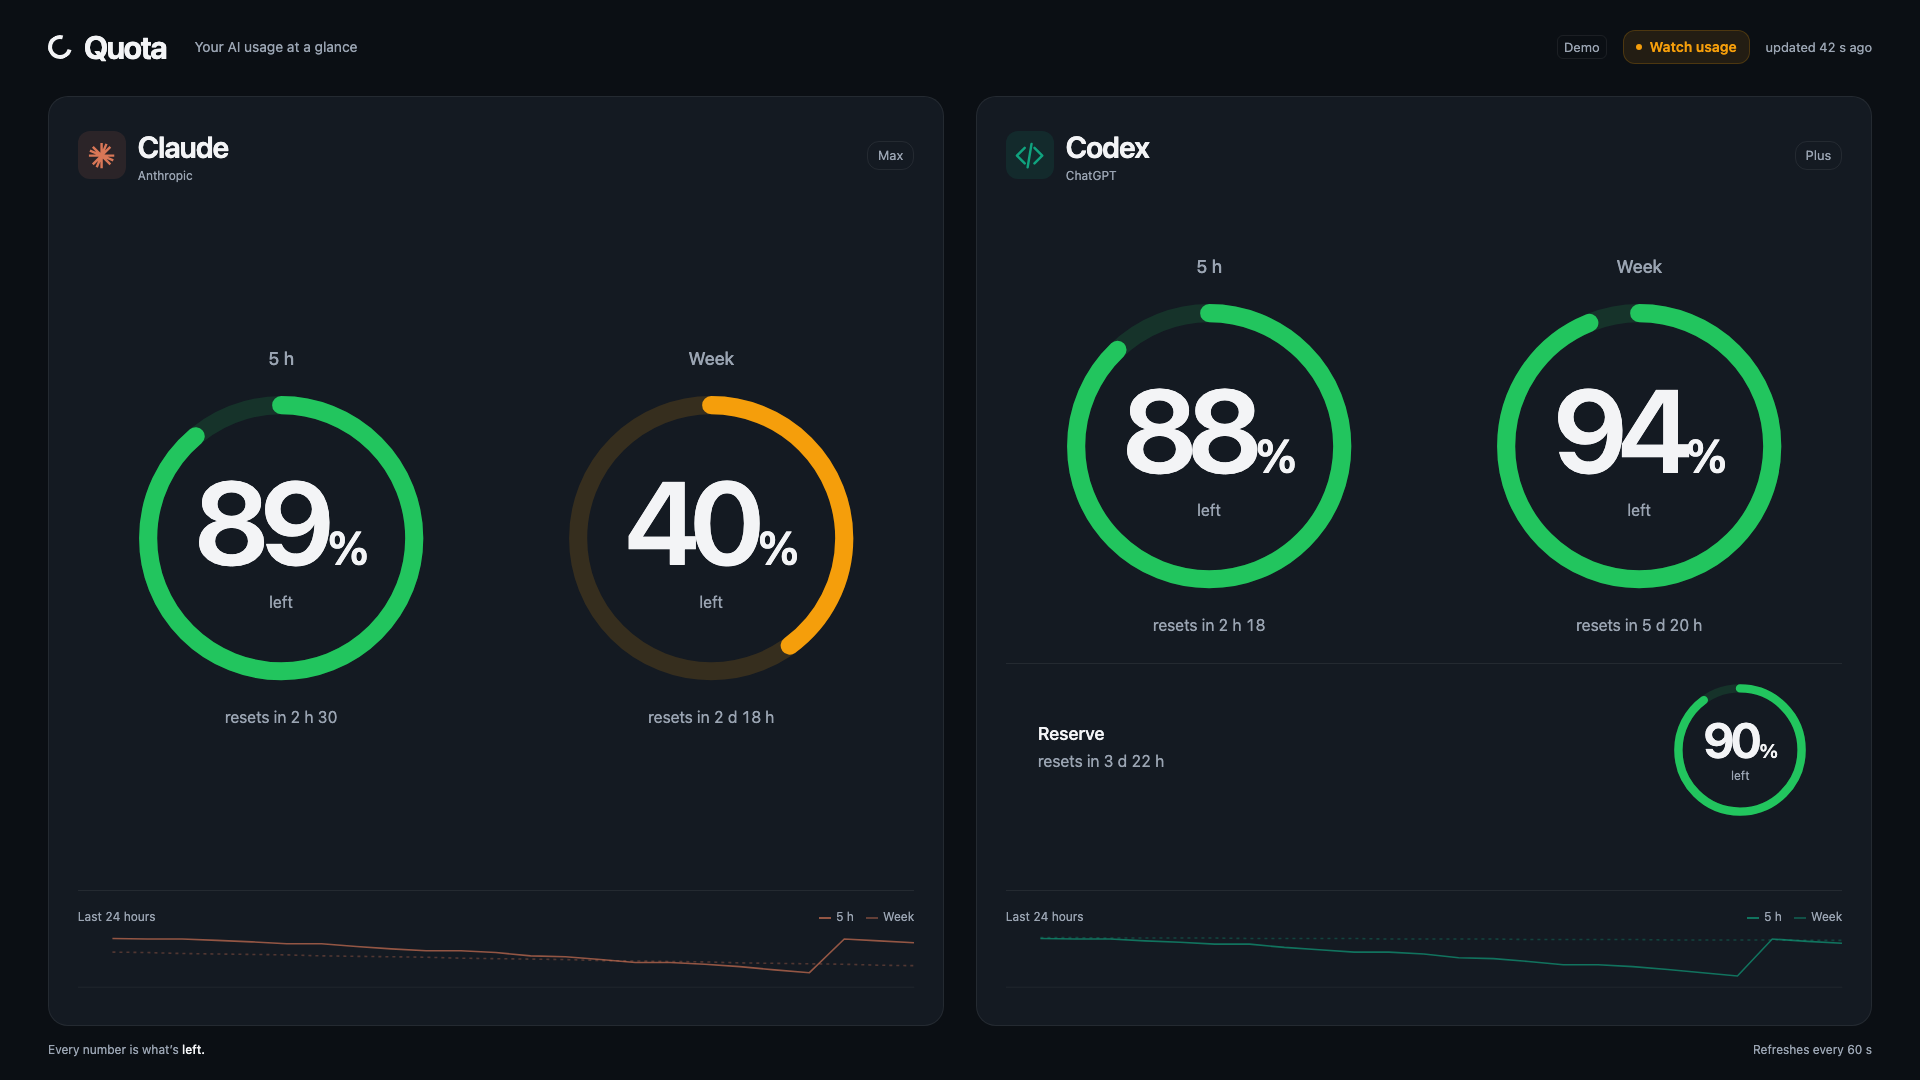 Quota
Your AI usage at a glance
Demo
Watch usage
updated 42 s ago
Claude
Anthropic
Max
5 h
89%
left
resets in 2 h 30
Week
40%
left
resets in 2 d 18 h
Last 24 hours
5 h
Week
Codex
ChatGPT
Plus
5 h
88%
left
resets in 2 h 18
Week
94%
left
resets in 5 d 20 h
Reserve
resets in 3 d 22 h
90%
left
Last 24 hours
5 h
Week
Every number is what's left.
Refreshes every 60 s